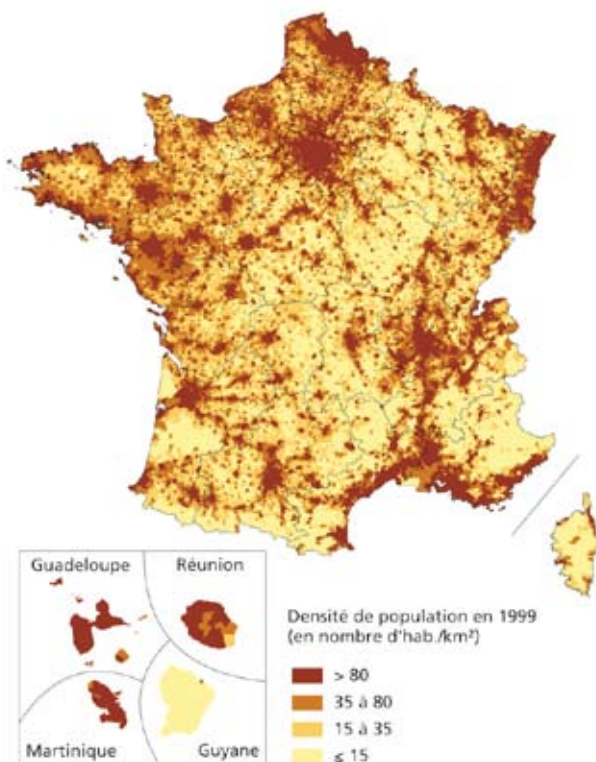 Guadeloupe
Réunion
Martinique
Guyane
Densité de population en 1999
(en nombre d'hab./km²)
> 80
35 à 80
15 à 35
≤ 15